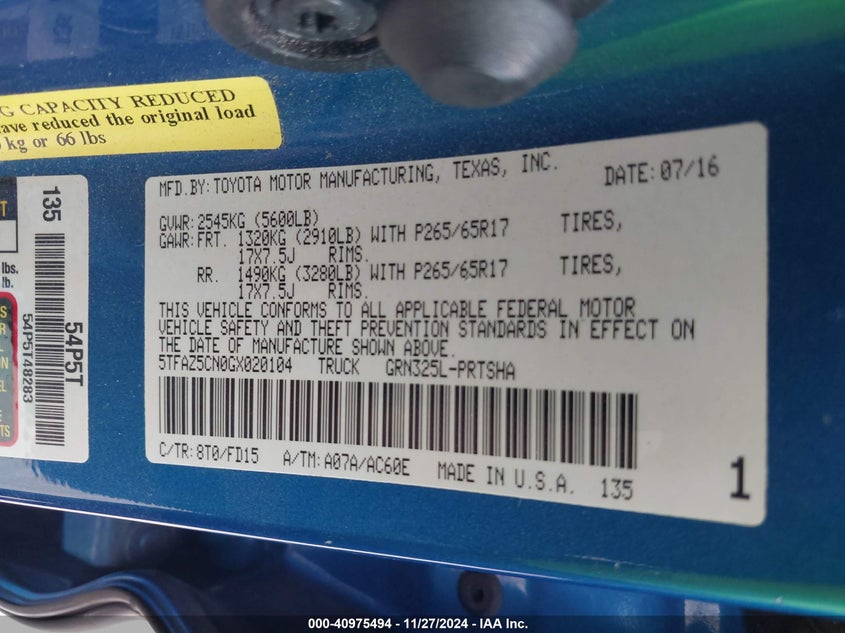 G CAPACITY REDUCED
ave reduced the original load
kg or 66 lbs
MFD.BY:TOYOTA MOTOR MANUFACTURING, TEXAS, INC. DATE:07/16
GVWR:2545KG (5600LB)
GAWR:FRT. 1320KG (2910LB) WITH P265/65R17 TIRES,
17X7.5J RIMS.
RR. 1490KG (3280LB) WITH P265/65R17 TIRES,
17X7.5J RIMS.
THIS VEHICLE CONFORMS TO ALL APPLICABLE FEDERAL MOTOR
VEHICLE SAFETY AND THEFT PREVENTION STANDARDS IN EFFECT ON
THE DATE OF MANUFACTURE SHOWN ABOVE.
5TFAZ5CN0GX020104 TRUCK GRN325L-PRTSHA
C/TR:8T0/FD15 A/TM:A07A/AC60E MADE IN U.S.A. 135
1
135
54P5T48283
54P5T
lbs.
lb.
000-40975494 - 11/27/2024 - PRTSHA Inc.